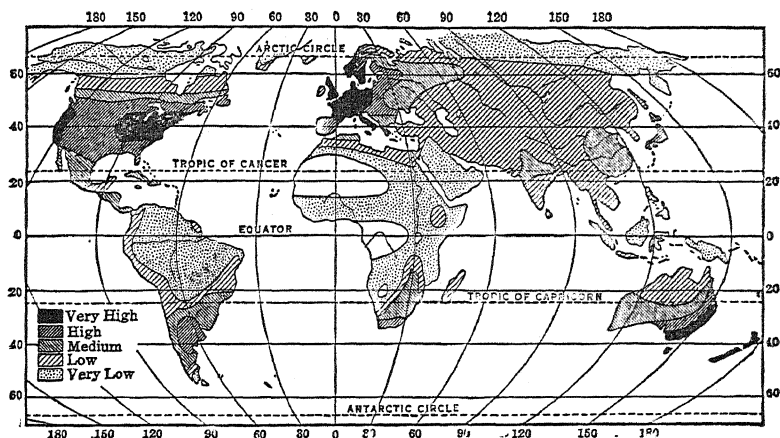 180 150 120 90 60 30 0 30 60 90 120 150 180
ARCTIC CIRCLE
60 60
40 40
TROPIC OF CANCER
20 20
EQUATOR
0 0
20 20
TROPIC OF CAPRICORN
Very High
High
Medium
Low
Very Low
40 40
60 60
ANTARCTIC CIRCLE
180 150 120 90 60 30 0 60 90 120 150 180